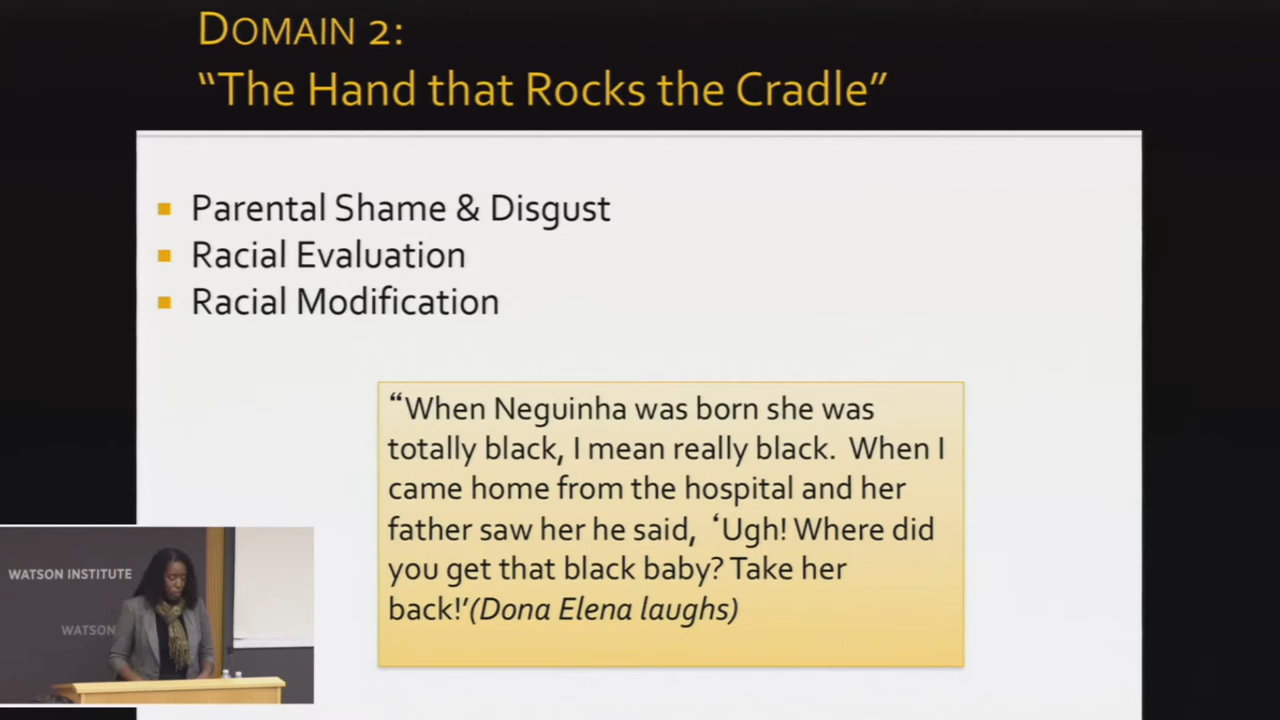 DOMAIN 2:
“The Hand that Rocks the Cradle”
Parental Shame & Disgust
Racial Evaluation
Racial Modification
“When Neguinha was born she was
totally black, I mean really black. When I
came home from the hospital and her
father saw her he said, ‘Ugh! Where did
you get that black baby? Take her
back!’(Dona Elena laughs)
WATSON INSTITUTE
WATSON